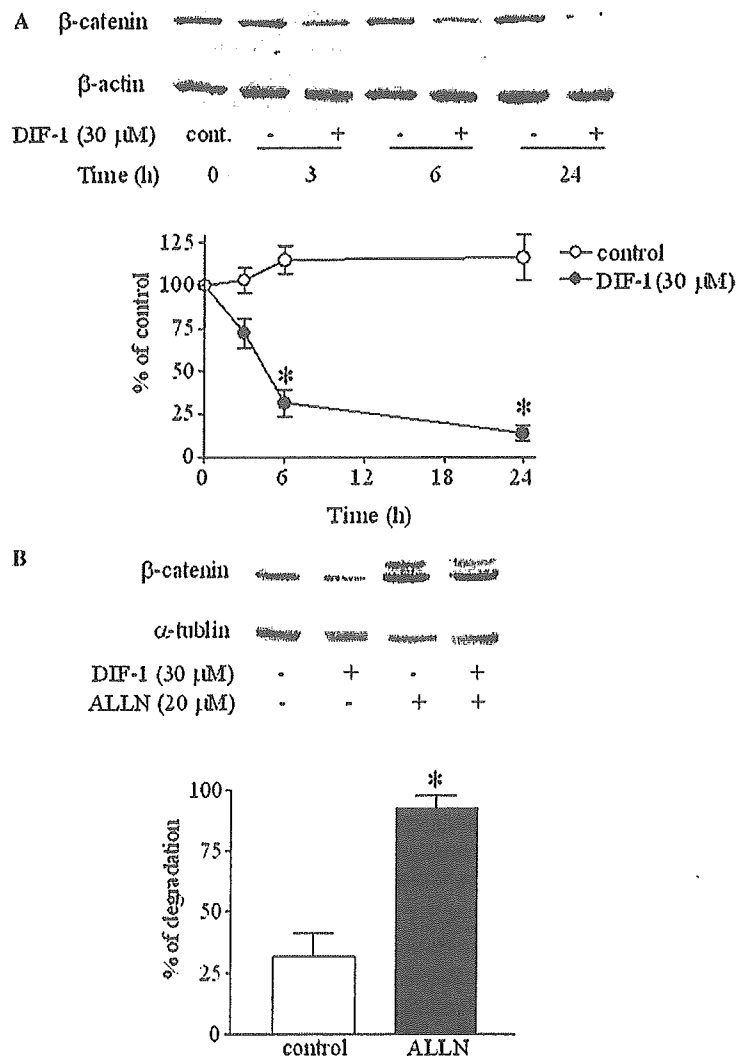 A
β-catenin
β-actin
DIF-1 (30 μM) cont. - + - + - +
Time (h) 0 3 6 24
125
100
75
50
25
0
% of control
* *
0 6 12 18 24
Time (h)
control
DIF-1 (30 μM)
B
β-catenin
α-tublin
DIF-1 (30 μM) - + - +
ALLN (20 μM) - - + +
100
75
50
25
0
% of degradation
*
control ALLN